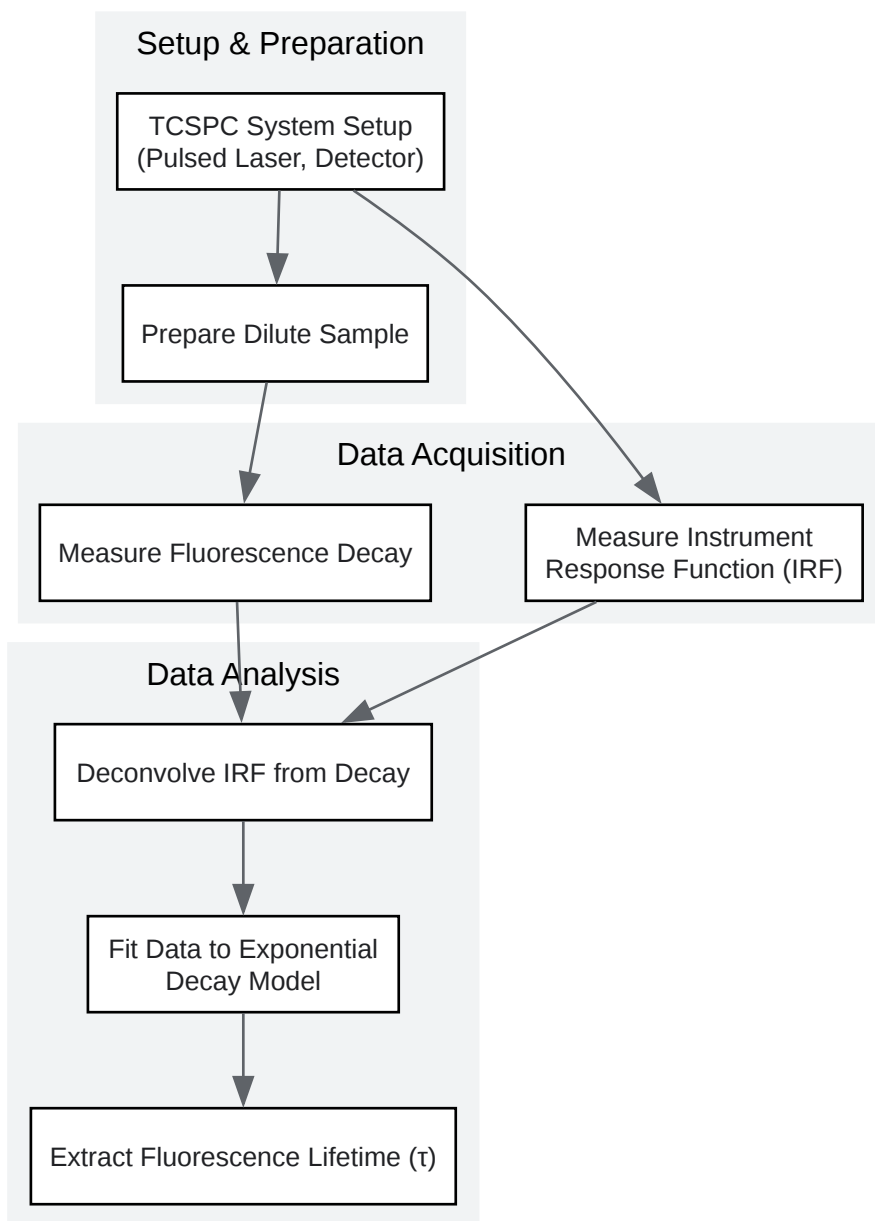 Setup & Preparation
TCSPC System Setup
(Pulsed Laser, Detector)
Prepare Dilute Sample
Data Acquisition
Measure Fluorescence Decay
Measure Instrument
Response Function (IRF)
Data Analysis
Deconvolve IRF from Decay
Fit Data to Exponential
Decay Model
Extract Fluorescence Lifetime (τ)